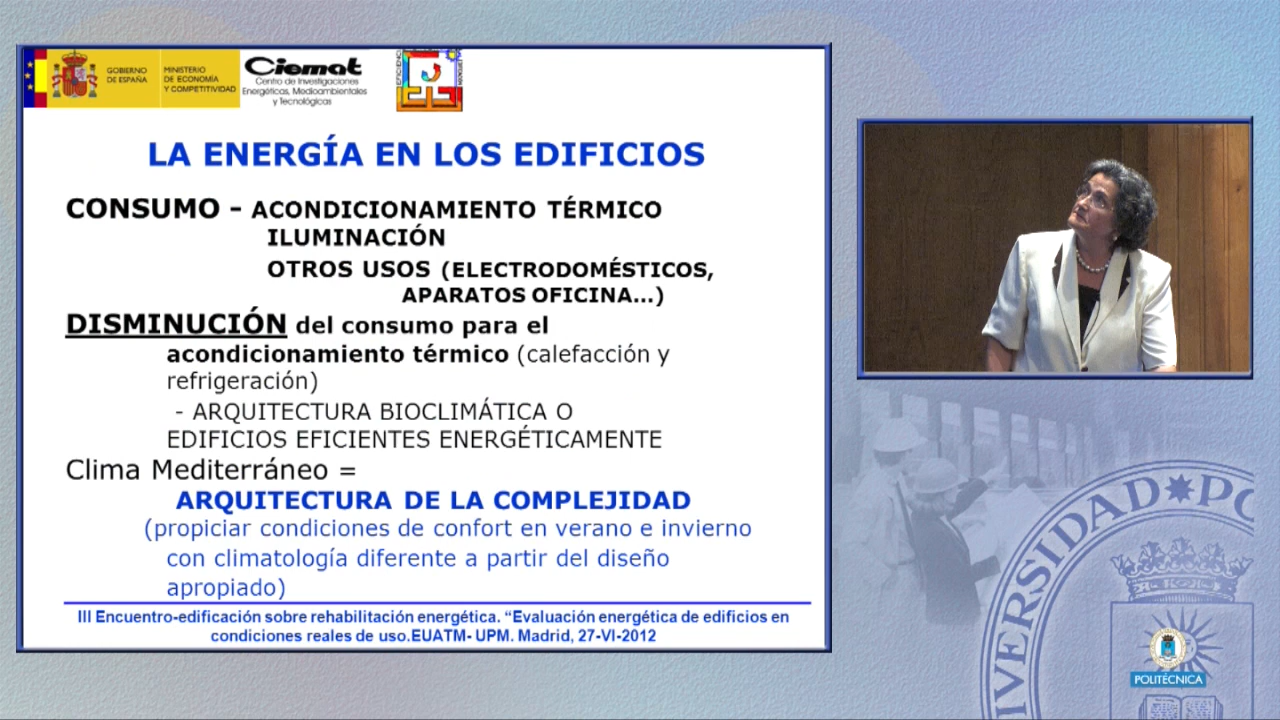 GOBIERNO
DE ESPAÑA
MINISTERIO
DE ECONOMÍA
Y COMPETITIVIDAD
Ciemat
Centro de Investigaciones
Energéticas, Medioambientales
y Tecnológicas
LA ENERGÍA EN LOS EDIFICIOS
CONSUMO - ACONDICIONAMIENTO TÉRMICO
ILUMINACIÓN
OTROS USOS (ELECTRODOMÉSTICOS,
APARATOS OFICINA...)
DISMINUCIÓN del consumo para el
acondicionamiento térmico (calefacción y
refrigeración)
- ARQUITECTURA BIOCLIMÁTICA O
EDIFICIOS EFICIENTES ENERGÉTICAMENTE
Clima Mediterráneo =
ARQUITECTURA DE LA COMPLEJIDAD
(propiciar condiciones de confort en verano e invierno
con climatología diferente a partir del diseño
apropiado)
III Encuentro-edificación sobre rehabilitación energética. “Evaluación energética de edificios en
condiciones reales de uso.EUATM- UPM. Madrid, 27-VI-2012
IVERSIDAD PO
POLITÉCNICA